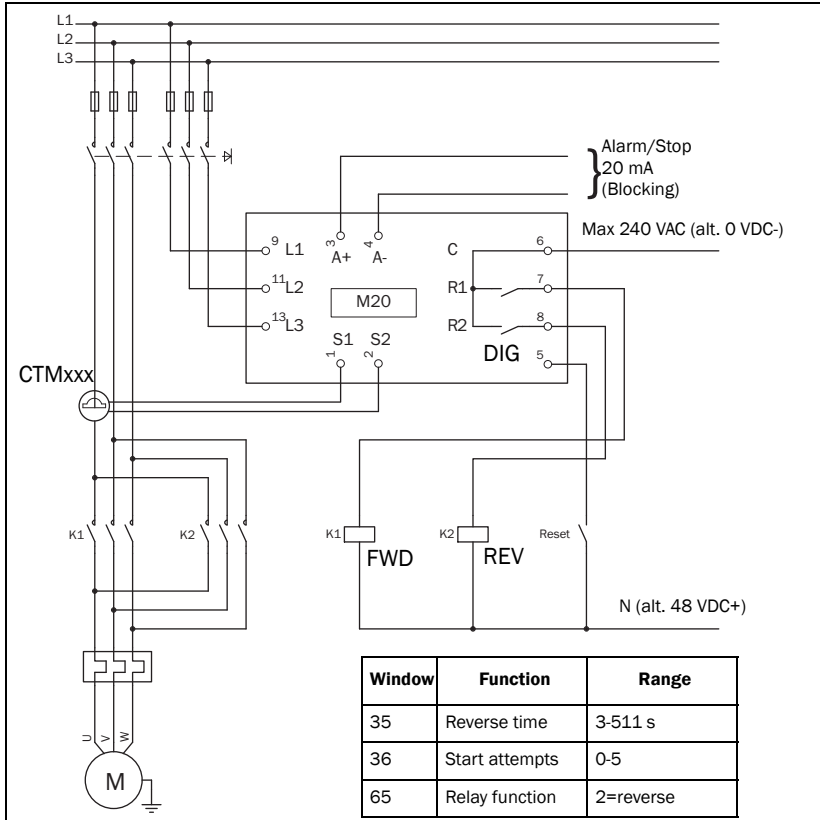 L1
L2
L3
Alarm/Stop
20 mA
(Blocking)
Max 240 VAC (alt. 0 VDC-)
9 L1
3 A+
4 A-
C 6
11 L2
M20
R1 7
13 L3
R2 8
S1 S2
1 2
DIG 5
CTMxxx
K1
K2
K1
FWD
K2
REV
Reset
N (alt. 48 VDC+)
U V W
M
Window Function Range
35 Reverse time 3-511 s
36 Start attempts 0-5
65 Relay function 2=reverse